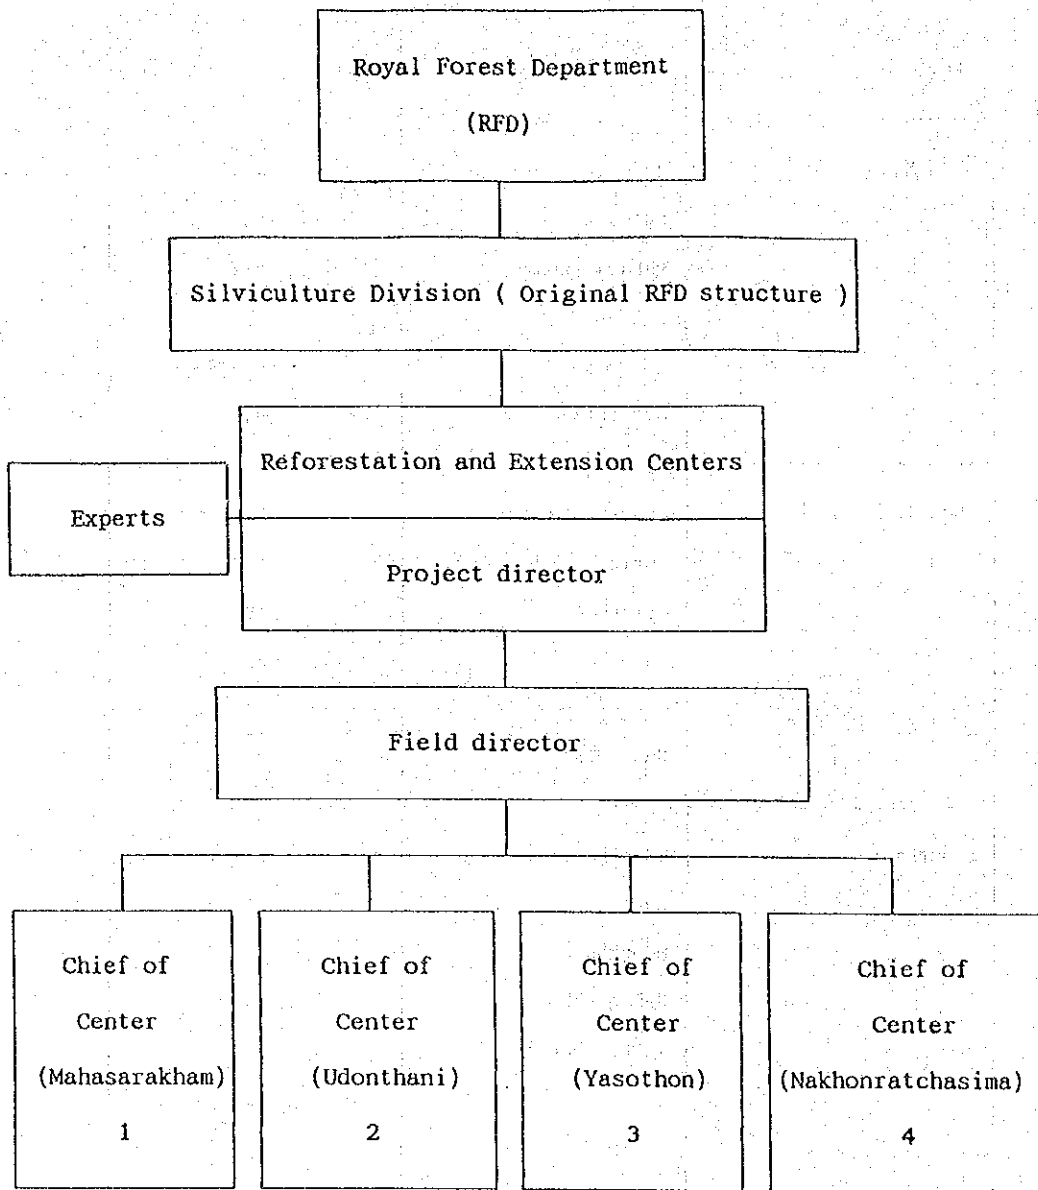 Royal Forest Department
(RFD)
Silviculture Division ( Original RFD structure )
Reforestation and Extension Centers
Experts
Project director
Field director
Chief of
Center
(Mahasarakham)
1
Chief of
Center
(Udonthani)
2
Chief of
Center
(Yasothon)
3
Chief of
Center
(Nakhonratchasima)
4